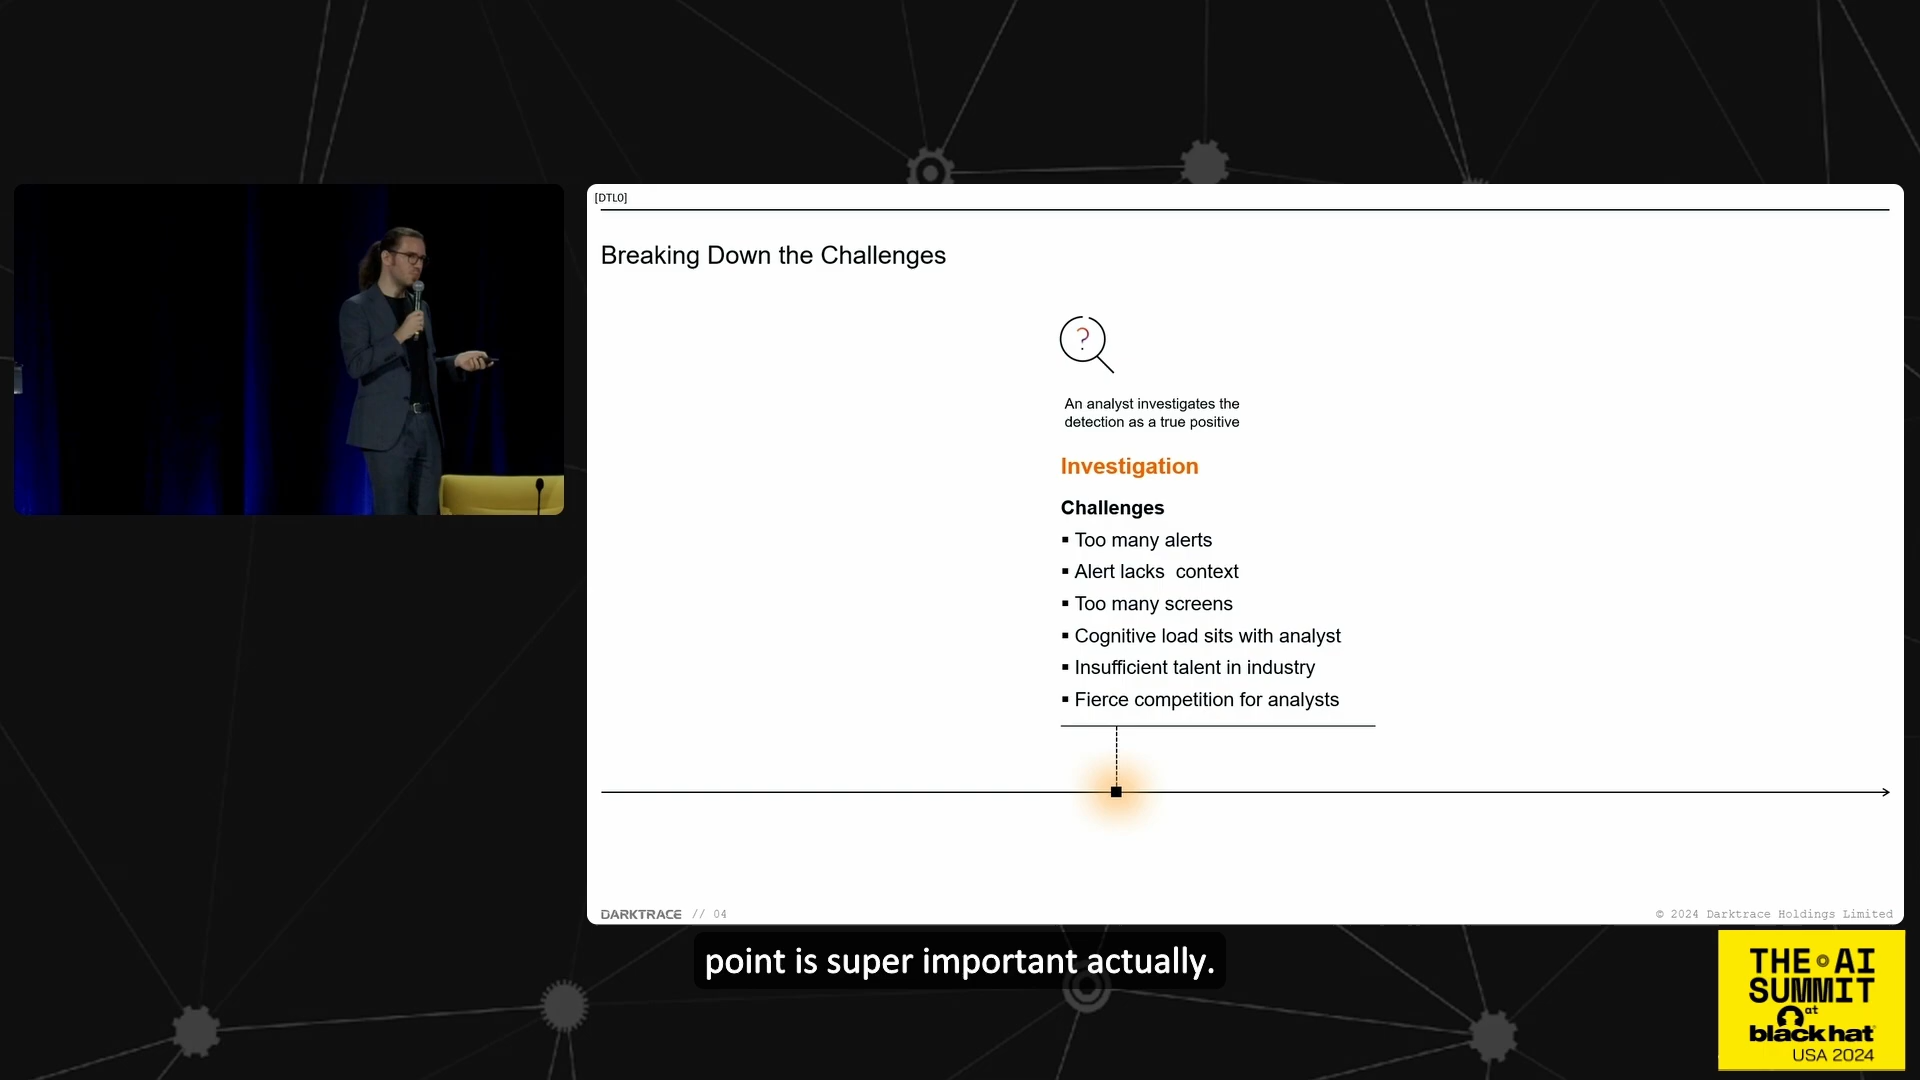 [DTL0]
Breaking Down the Challenges
?
An analyst investigates the
detection as a true positive
Investigation
Challenges
▪ Too many alerts
▪ Alert lacks  context
▪ Too many screens
▪ Cognitive load sits with analyst
▪ Insufficient talent in industry
▪ Fierce competition for analysts
DARKTRACE // 04
© 2024 Darktrace Holdings Limited
point is super important actually.
THE AI
SUMMIT
at
black hat
USA 2024